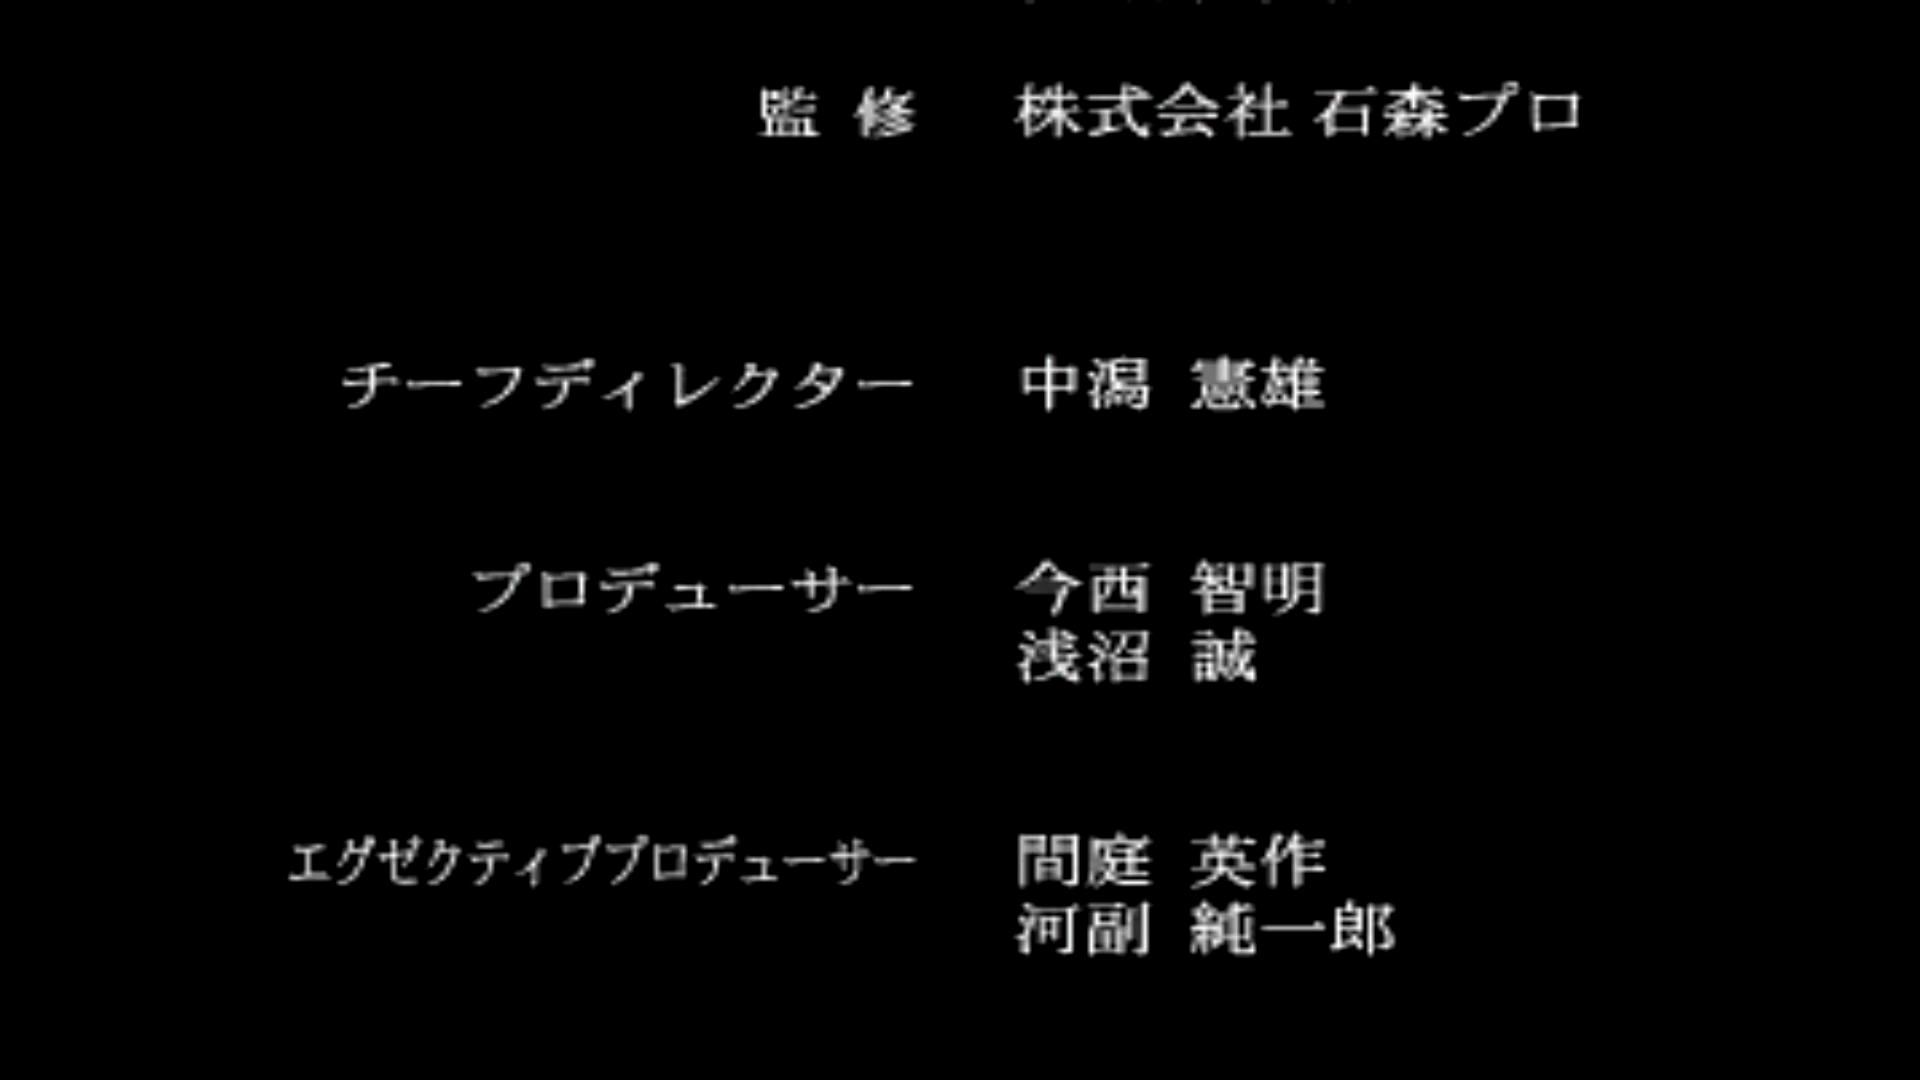 監 修 株式会社 石森プロ
チーフディレクター 中潟 憲雄
プロデューサー 今西 智明
浅沼 誠
エグゼクティブプロデューサー 間庭 英作
河副 純一郎